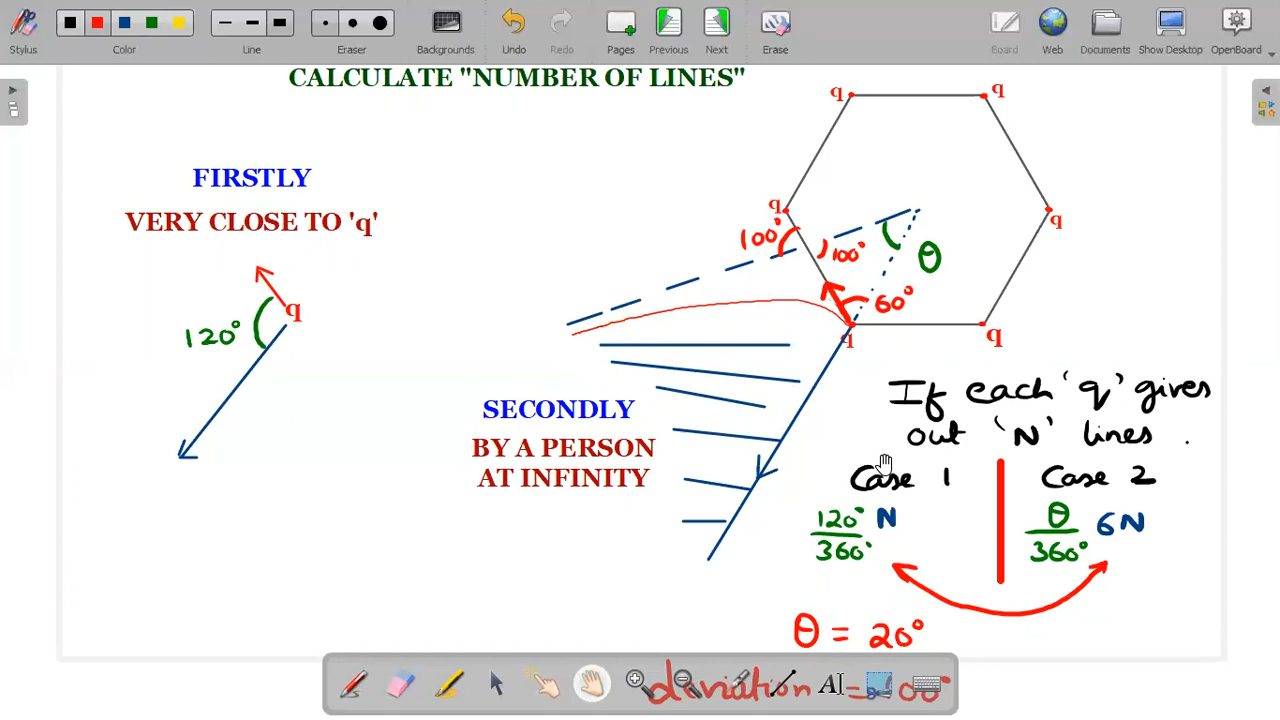 Stylus
Color
Line
Eraser
Backgrounds
Undo
Redo
Pages
Previous
Next
Erase
Board
Web
Documents
Show Desktop
OpenBoard
CALCULATE "NUMBER OF LINES"
q
q
FIRSTLY
VERY CLOSE TO 'q'
q
q
100°
100°
θ
60°
q
120°
q
q
SECONDLY
BY A PERSON
AT INFINITY
If each 'q' gives
out 'N' lines.
Case 1
Case 2
120°/360° N
θ/360° 6N
θ = 20°
deviation =